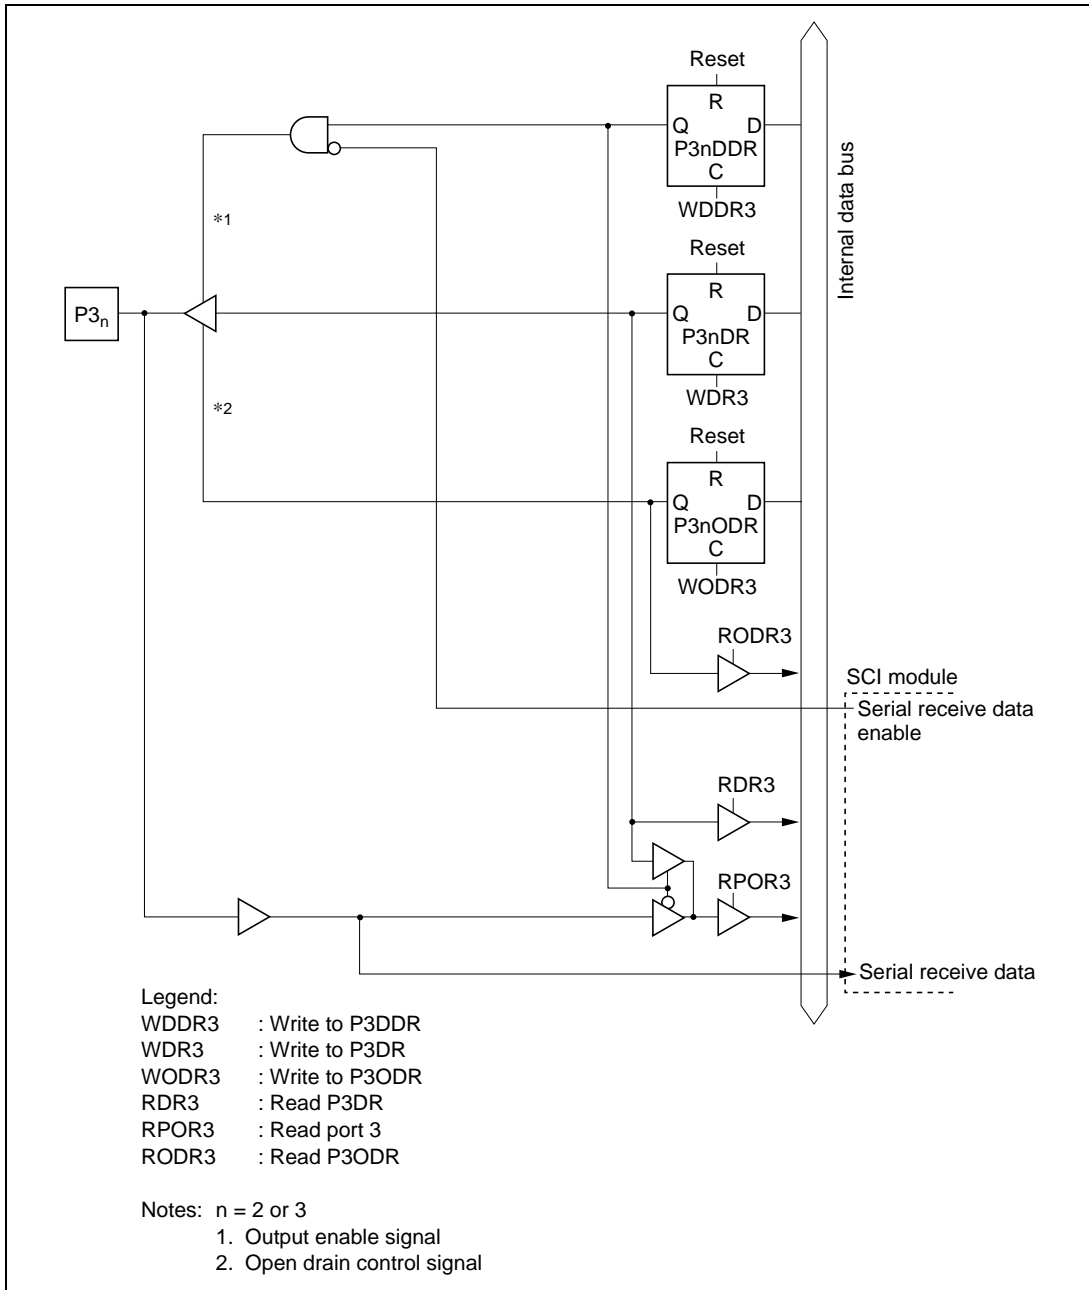 Reset
R
Q D
P3nDDR
C
WDDR3
Internal data bus
*1
Reset
R
P3n
Q D
P3nDR
C
WDR3
*2
Reset
R
Q D
P3nODR
C
WODR3
RODR3
SCI module
Serial receive data
enable
RDR3
RPOR3
Serial receive data
Legend:
WDDR3 : Write to P3DDR
WDR3 : Write to P3DR
WODR3 : Write to P3ODR
RDR3 : Read P3DR
RPOR3 : Read port 3
RODR3 : Read P3ODR
Notes: n = 2 or 3
1. Output enable signal
2. Open drain control signal